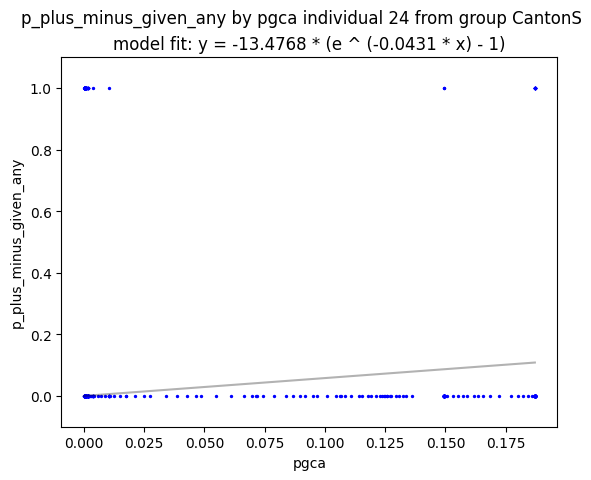 p_plus_minus_given_any by pgca individual 24 from group CantonS
model fit: y = -13.4768 * (e ^ (-0.0431 * x) - 1)
p_plus_minus_given_any
1.0
0.8
0.6
0.4
0.2
0.0
0.000 0.025 0.050 0.075 0.100 0.125 0.150 0.175
pgca